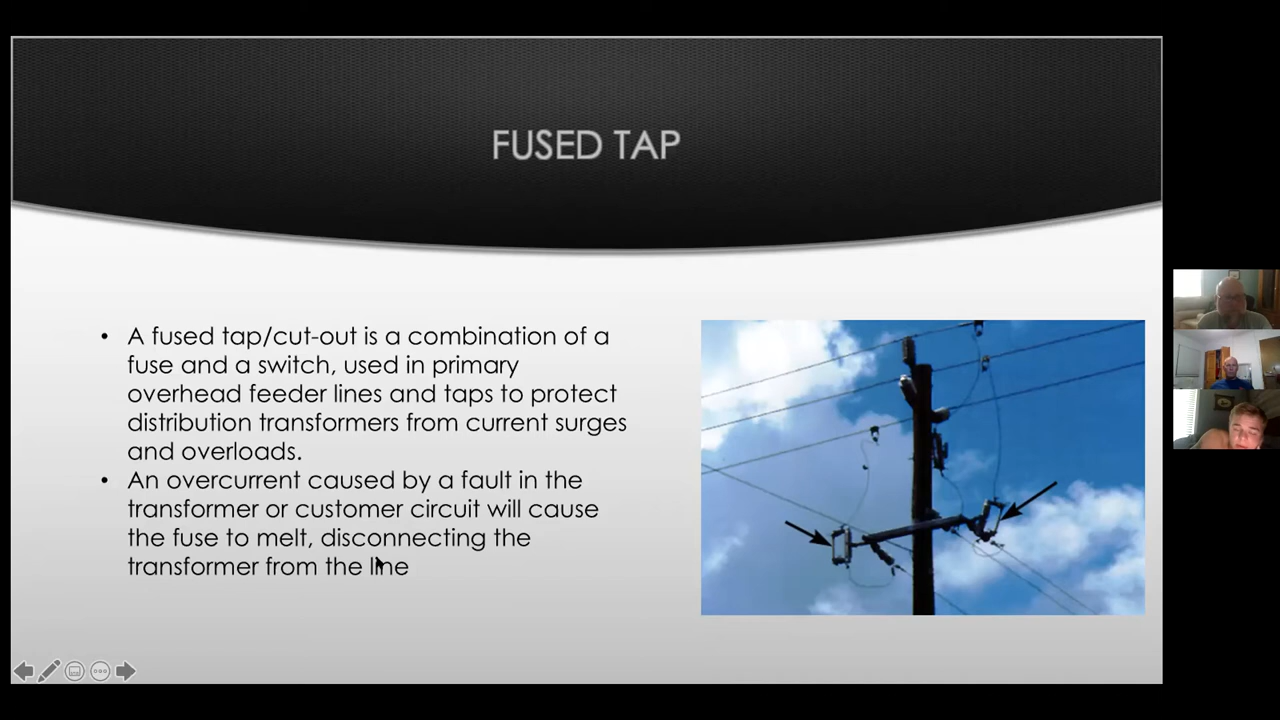 FUSED TAP
• A fused tap/cut-out is a combination of a
fuse and a switch, used in primary
overhead feeder lines and taps to protect
distribution transformers from current surges
and overloads.
• An overcurrent caused by a fault in the
transformer or customer circuit will cause
the fuse to melt, disconnecting the
transformer from the line